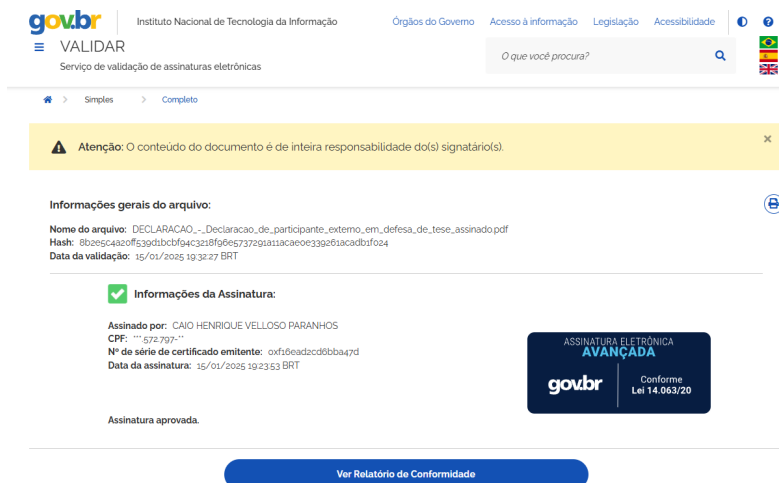 gov.br
Instituto Nacional de Tecnologia da Informação
Órgãos do Governo Acesso à informação Legislação Acessibilidade
VALIDAR
Serviço de validação de assinaturas eletrônicas
O que você procura?
Simples Completo
Atenção: O conteúdo do documento é de inteira responsabilidade do(s) signatário(s).
Informações gerais do arquivo:
Nome do arquivo: DECLARACAO_-_Declaracao_de_participante_externo_em_defesa_de_tese_assinado.pdf
Hash: 8b2e5c4a20ff539d1bcbf94c3218f96e5737291a11acae0e339261acadb1f024
Data da validação: 15/01/2025 19:32:27 BRT
Informações da Assinatura:
Assinado por: CAIO HENRIQUE VELLOSO PARANHOS
CPF: ***.572.797-**
Nº de série de certificado emitente: 0xf16ead2cd6bba47d
Data da assinatura: 15/01/2025 19:23:53 BRT
ASSINATURA ELETRÔNICA
AVANÇADA
gov.br
Conforme
Lei 14.063/20
Assinatura aprovada.
Ver Relatório de Conformidade